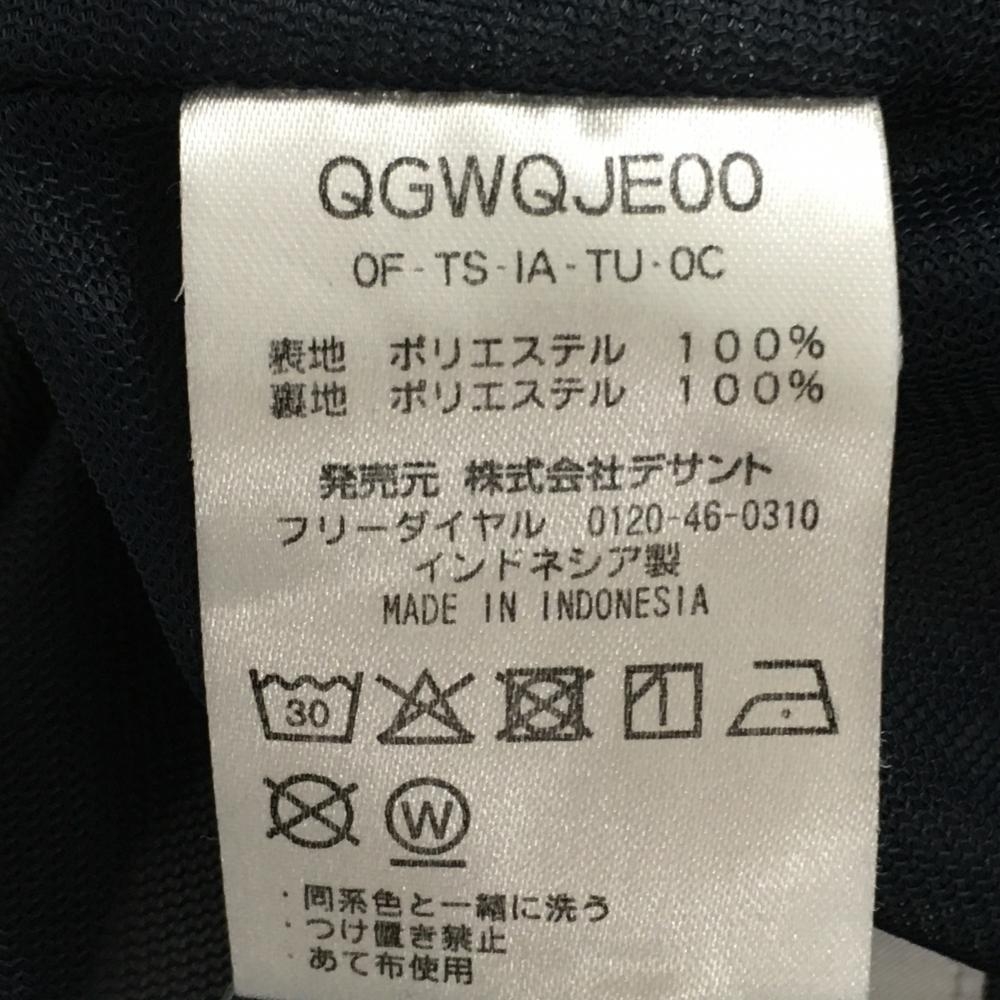 QGWQJE00
0F-TS-IA-TU-0C
表地 ポリエステル 100%
裏地 ポリエステル 100%
発売元 株式会社デサント
フリーダイヤル 0120-46-0310
インドネシア製
MADE IN INDONESIA
30
W
・同系色と一緒に洗う
・つけ置き禁止
・あて布使用